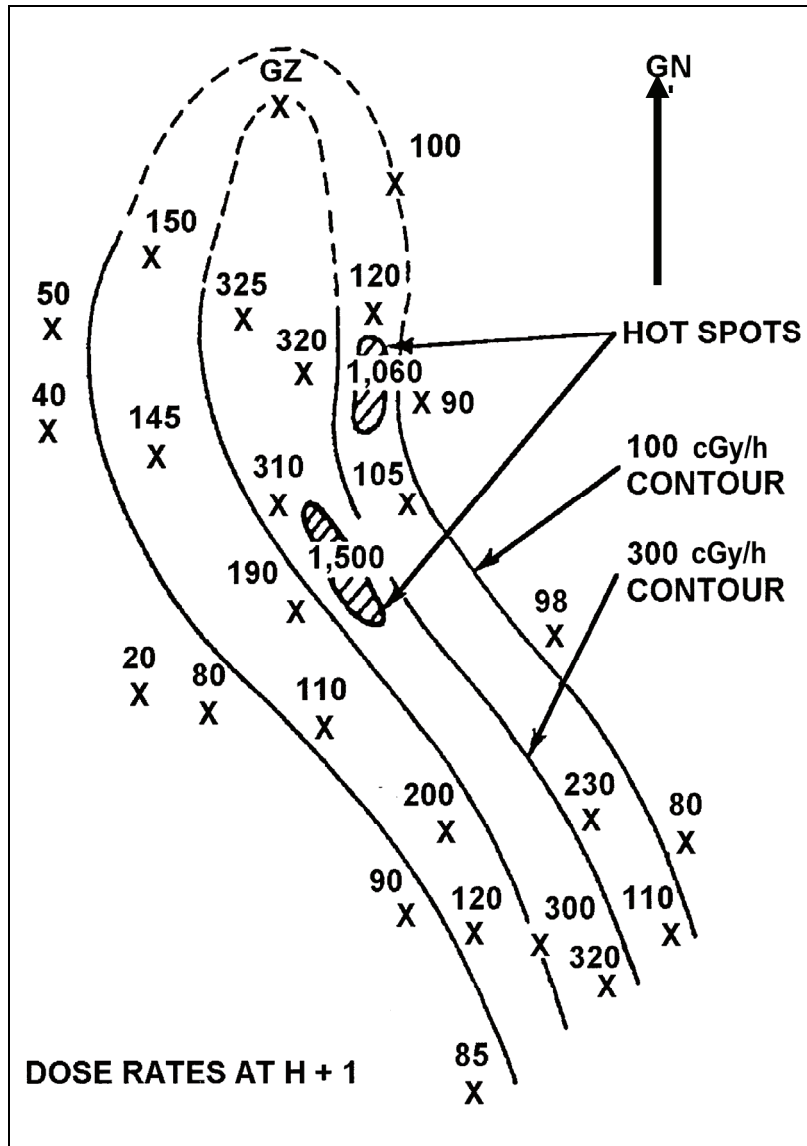 GZ
X
GN
100
X
150
X
50
X
325
X
120
X
HOT SPOTS
320
X
1,060
40
X
X 90
145
X
100 cGy/h
CONTOUR
310
X
105
X
1,500
300 cGy/h
CONTOUR
190
X
98
X
20
X
80
X
110
X
200
X
230
X
80
X
90
X
120
X
300
X
110
X
320
X
85
X
DOSE RATES AT H + 1